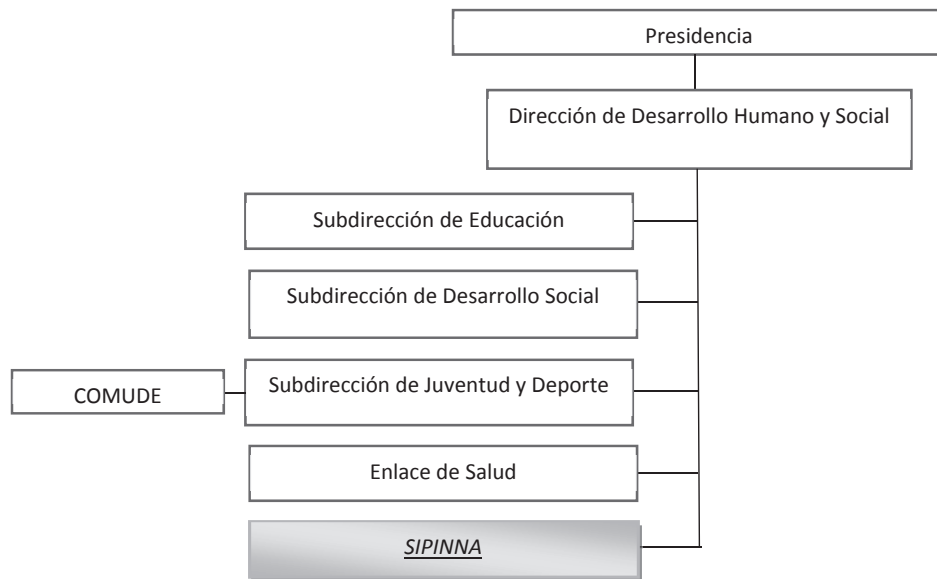 Presidencia
Dirección de Desarrollo Humano y Social
Subdirección de Educación
Subdirección de Desarrollo Social
COMUDE
Subdirección de Juventud y Deporte
Enlace de Salud
SIPINNA